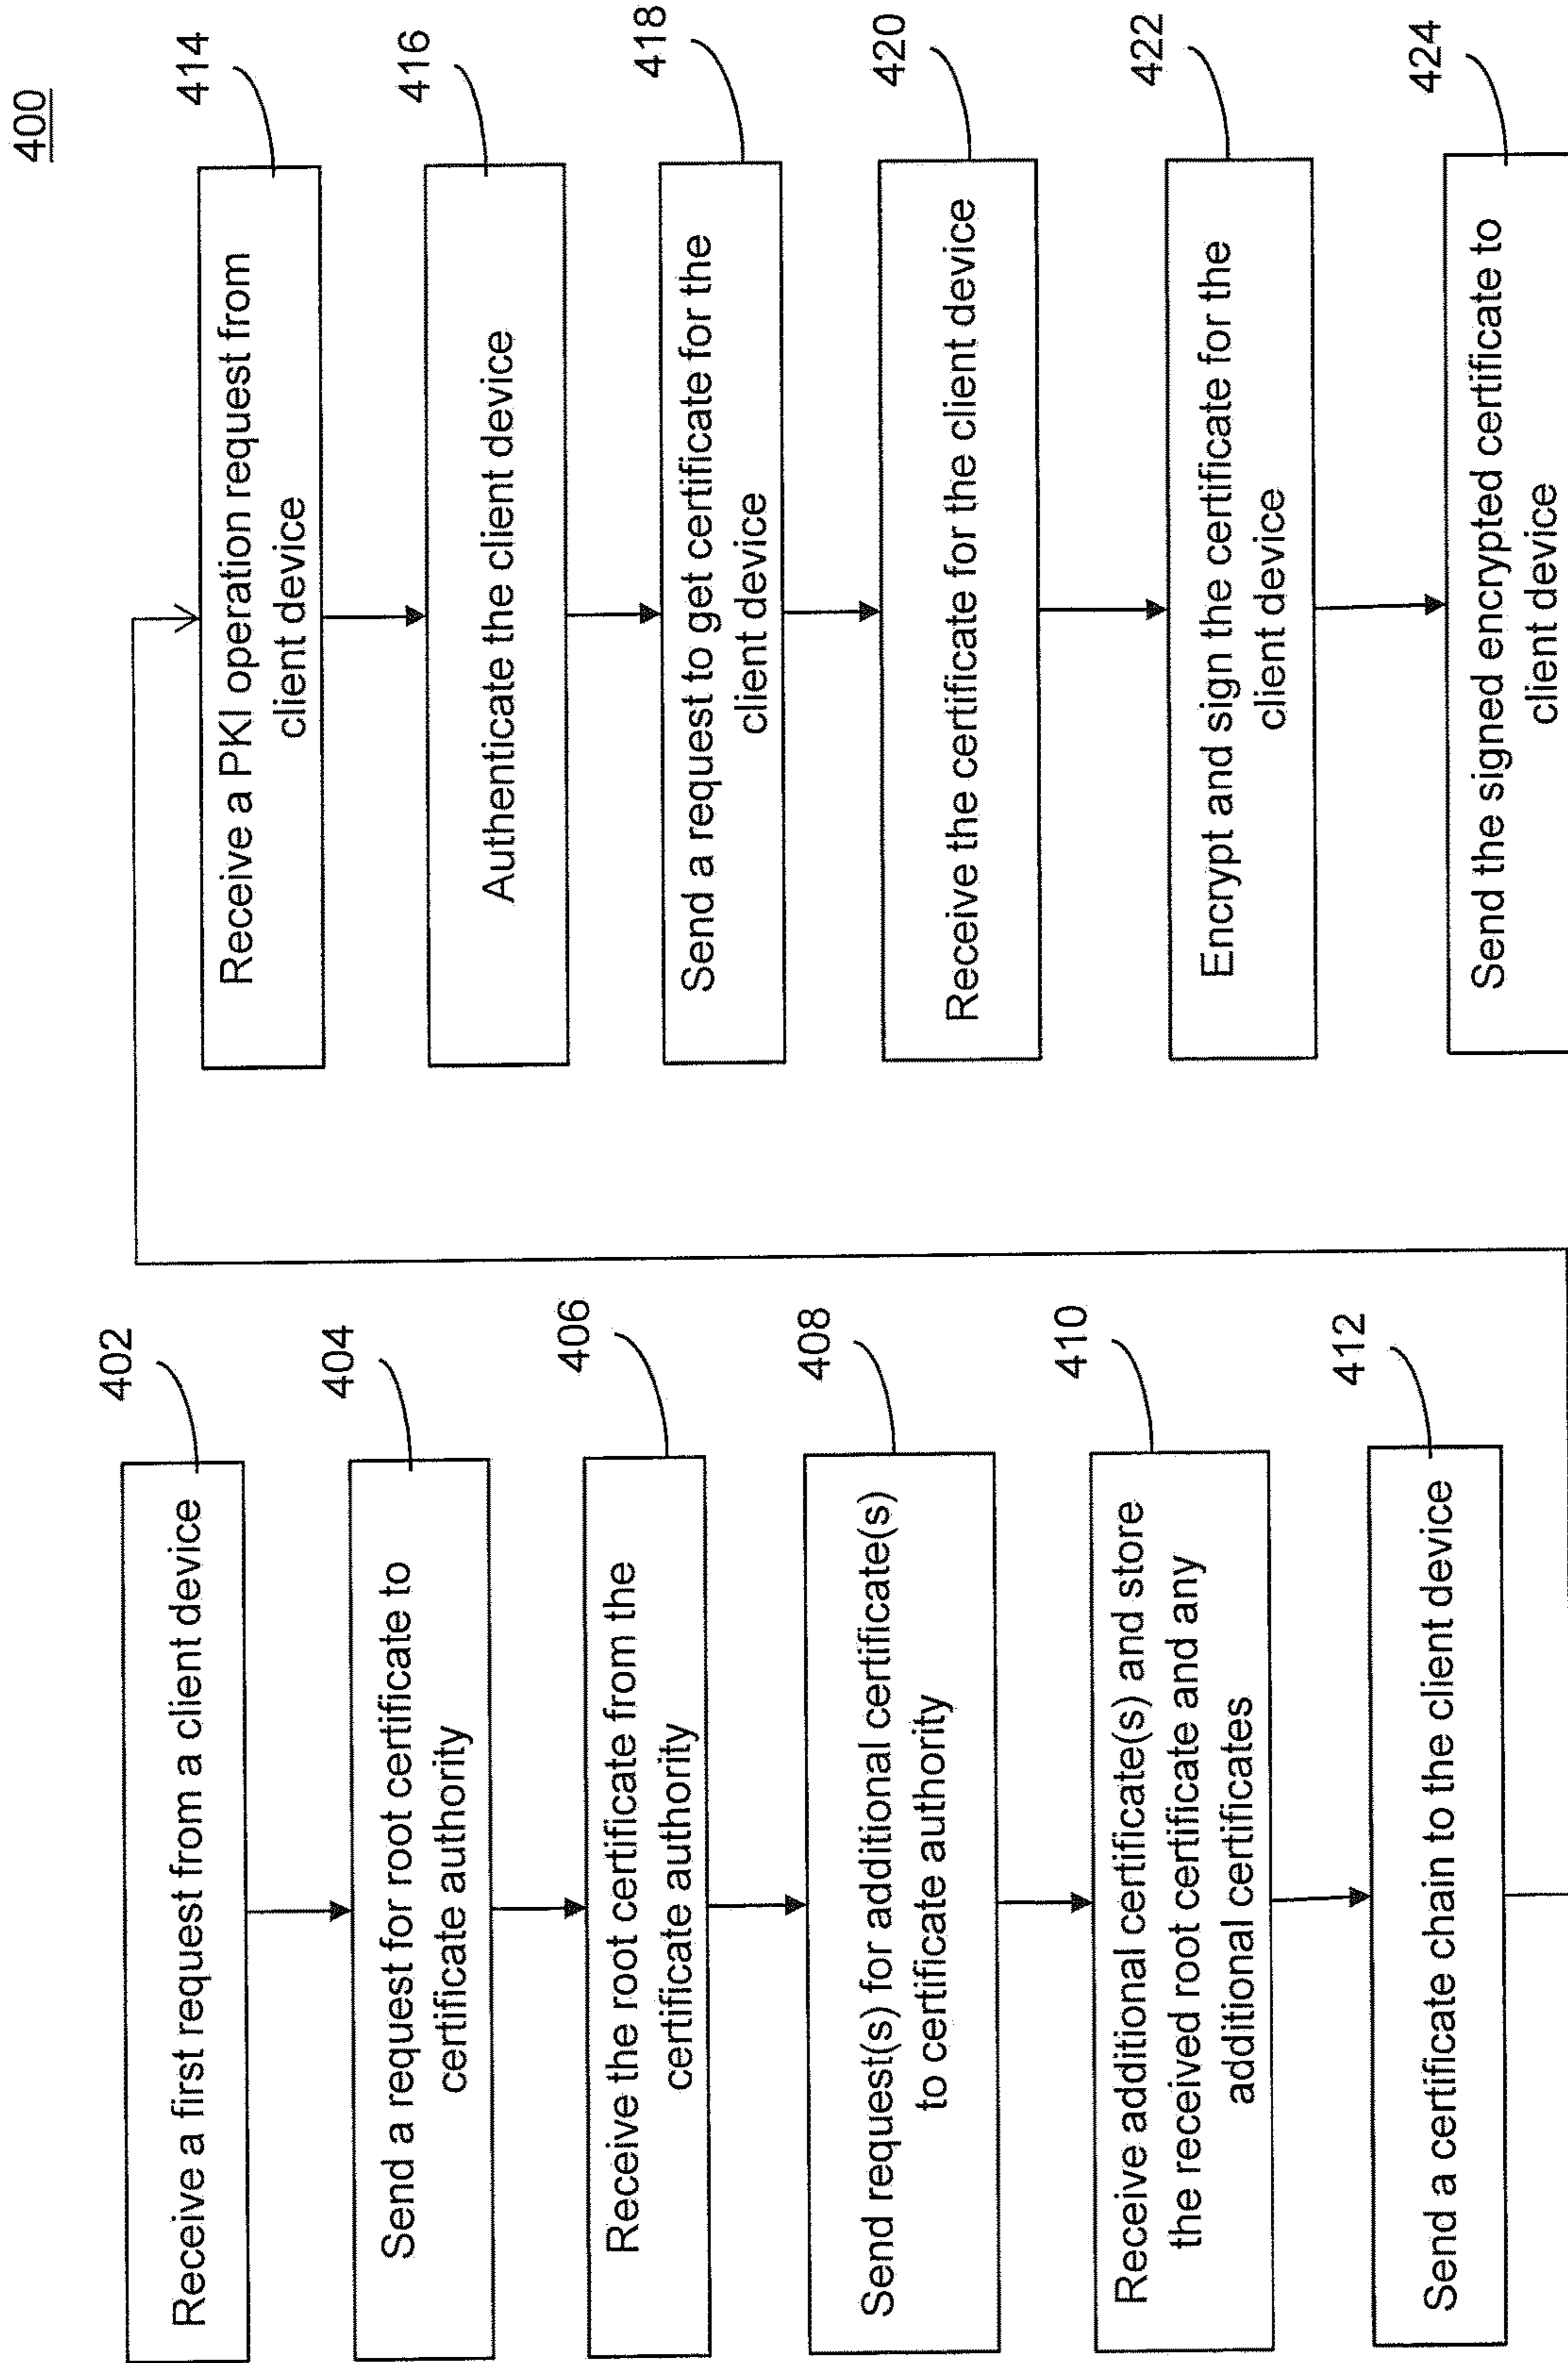 400
402
Receive a first request from a client device
404
Send a request for root certificate to
certificate authority
406
Receive the root certificate from the
certificate authority
408
Send request(s) for additional certificate(s)
to certificate authority
410
Receive additional certificate(s) and store
the received root certificate and any
additional certificates
412
Send a certificate chain to the client device
414
Receive a PKI operation request from
client device
416
Authenticate the client device
418
Send a request to get certificate for the
client device
420
Receive the certificate for the client device
422
Encrypt and sign the certificate for the
client device
424
Send the signed encrypted certificate to
client device